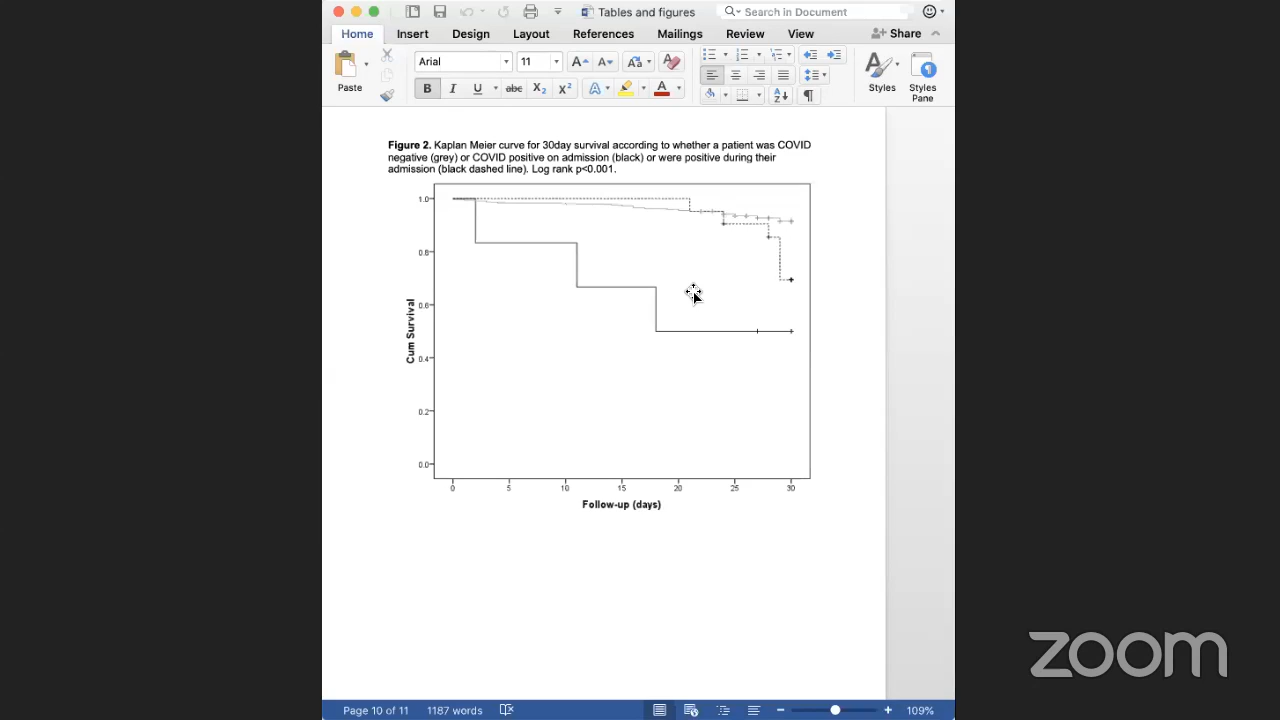 Tables and figures
Search in Document
Home
Insert
Design
Layout
References
Mailings
Review
View
Share
Paste
Arial
11
B
I
U
abc
X₂
X²
A
A
Styles
Styles
Pane
Figure 2. Kaplan Meier curve for 30day survival according to whether a patient was COVID
negative (grey) or COVID positive on admission (black) or were positive during their
admission (black dashed line). Log rank p<0.001.
1.0
0.8
0.6
0.4
0.2
0.0
Cum Survival
0
5
10
15
20
25
30
Follow-up (days)
zoom
Page 10 of 11
1187 words
109%